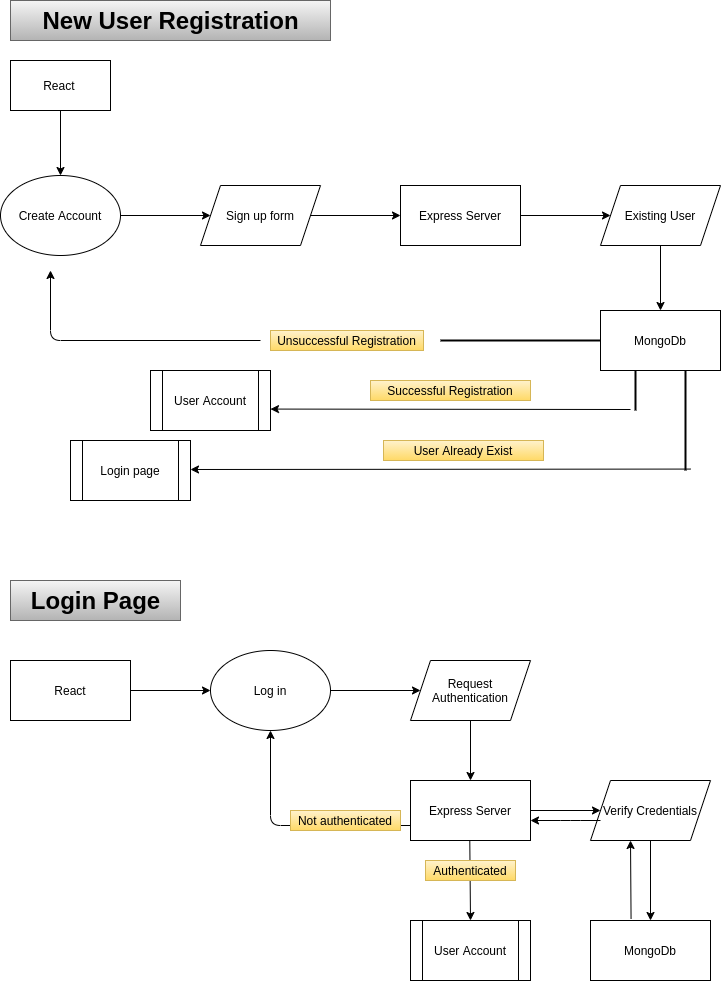 New User Registration
React
Create Account
Sign up form
Express Server
Existing User
Unsuccessful Registration
MongoDb
User Account
Successful Registration
Login page
User Already Exist
Login Page
React
Log in
Request
Authentication
Not authenticated
Express Server
Verify Credentials
Authenticated
User Account
MongoDb